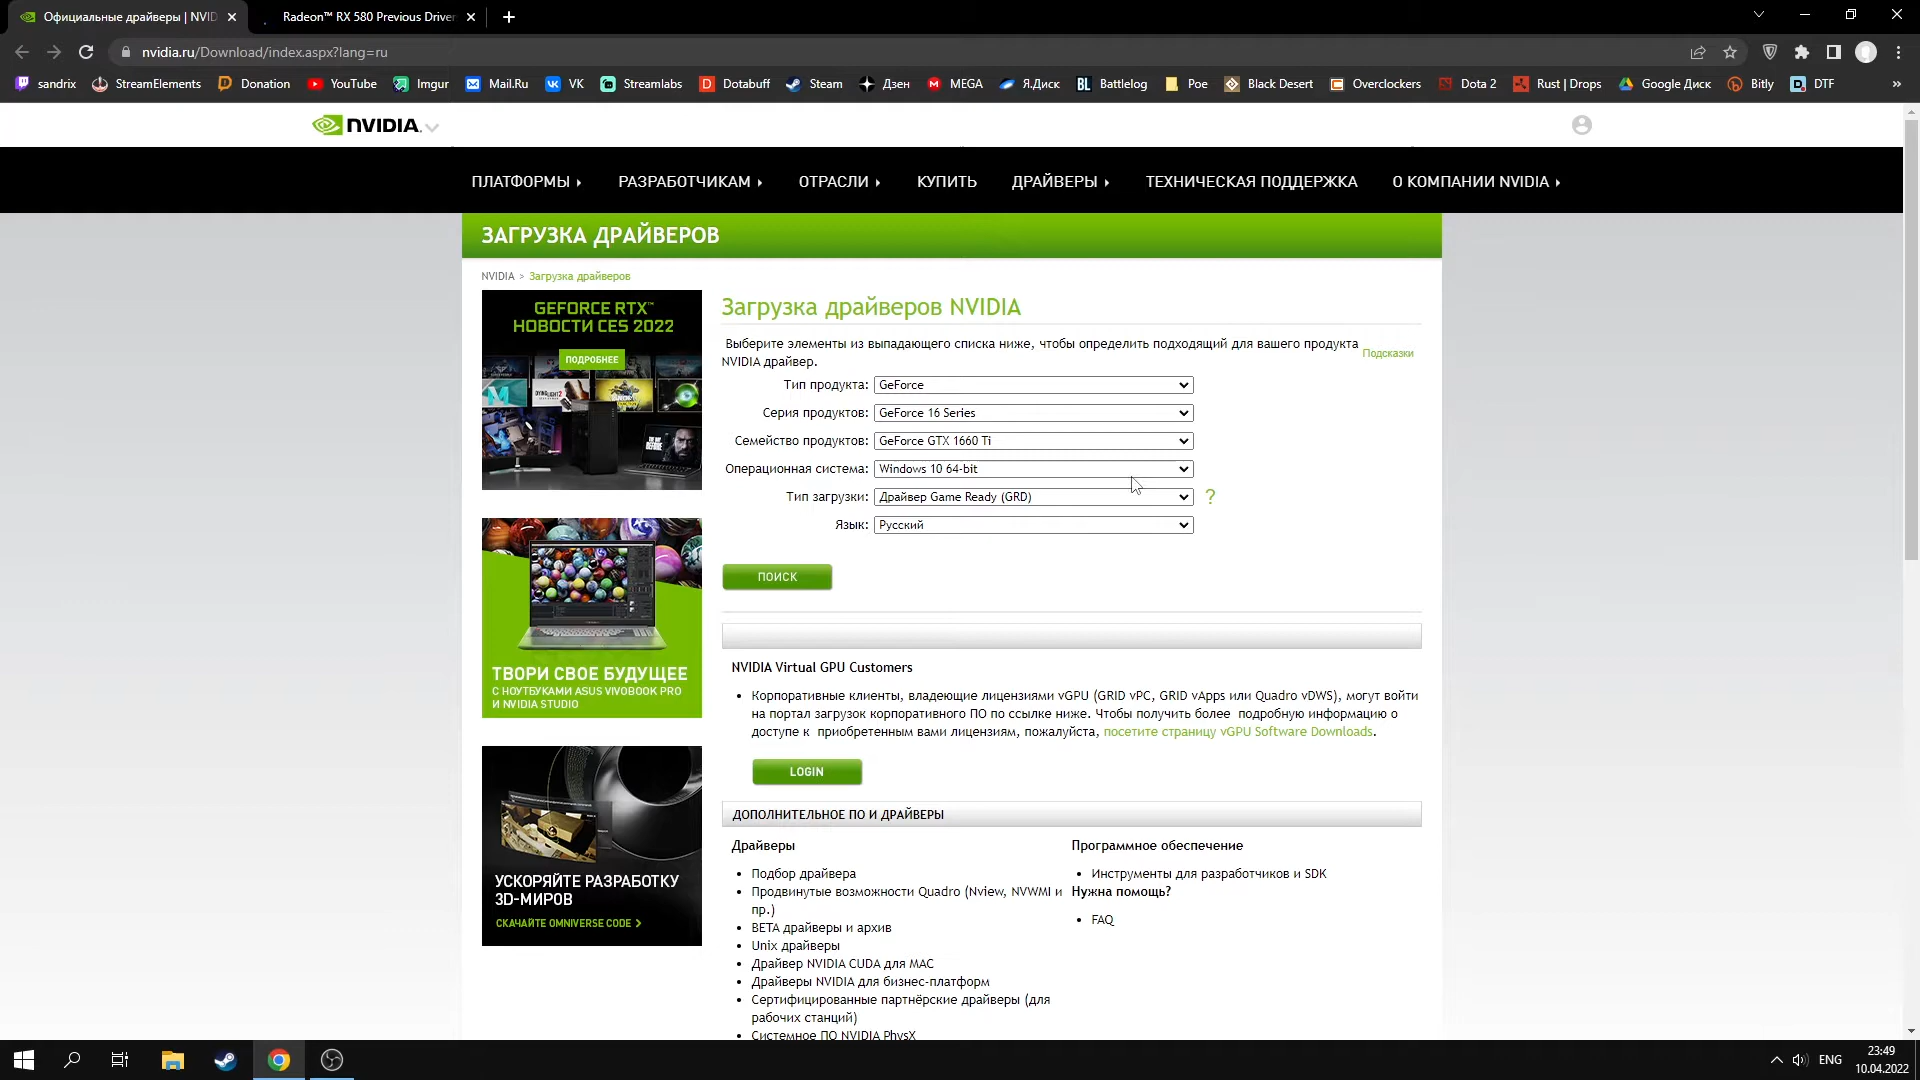 Официальные драйверы | NVID
Radeon™ RX 580 Previous Driver
nvidia.ru/Download/index.aspx?lang=ru
sandrix
StreamElements
Donation
YouTube
Imgur
Mail.Ru
VK
Streamlabs
Dotabuff
Steam
Дзен
MEGA
Я.Диск
Battlelog
Poe
Black Desert
Overclockers
Dota 2
Rust | Drops
Google Диск
Bitly
DTF
NVIDIA.
ПЛАТФОРМЫ
РАЗРАБОТЧИКАМ
ОТРАСЛИ
КУПИТЬ
ДРАЙВЕРЫ
ТЕХНИЧЕСКАЯ ПОДДЕРЖКА
О КОМПАНИИ NVIDIA
ЗАГРУЗКА ДРАЙВЕРОВ
NVIDIA > Загрузка драйверов
GEFORCE RTX™
НОВОСТИ CES 2022
ПОДРОБНЕЕ
Загрузка драйверов NVIDIA
Выберите элементы из выпадающего списка ниже, чтобы определить подходящий для вашего продукта
NVIDIA драйвер.
Подсказки
Тип продукта: GeForce
Серия продуктов: GeForce 16 Series
Семейство продуктов: GeForce GTX 1660 Ti
Операционная система: Windows 10 64-bit
Тип загрузки: Драйвер Game Ready (GRD) ?
Язык: Русский
ПОИСК
ТВОРИ СВОЕ БУДУЩЕЕ
С НОУТБУКАМИ ASUS VIVOBOOK PRO
И NVIDIA STUDIO
NVIDIA Virtual GPU Customers
• Корпоративные клиенты, владеющие лицензиями vGPU (GRID vPC, GRID vApps или Quadro vDWS), могут войти
на портал загрузок корпоративного ПО по ссылке ниже. Чтобы получить более подробную информацию о
доступе к приобретенным вами лицензиям, пожалуйста, посетите страницу vGPU Software Downloads.
LOGIN
УСКОРЯЙТЕ РАЗРАБОТКУ
3D-МИРОВ
СКАЧАЙТЕ OMNIVERSE CODE >
ДОПОЛНИТЕЛЬНОЕ ПО И ДРАЙВЕРЫ
Драйверы
• Подбор драйвера
• Продвинутые возможности Quadro (Nview, NVWMI и
пр.)
• BETA драйверы и архив
• Unix драйверы
• Драйвер NVIDIA CUDA для MAC
• Драйверы NVIDIA для бизнес-платформ
• Сертифицированные партнёрские драйверы (для
рабочих станций)
• Системное ПО NVIDIA PhysX
Программное обеспечение
• Инструменты для разработчиков и SDK
Нужна помощь?
• FAQ
ENG
23:49
10.04.2022